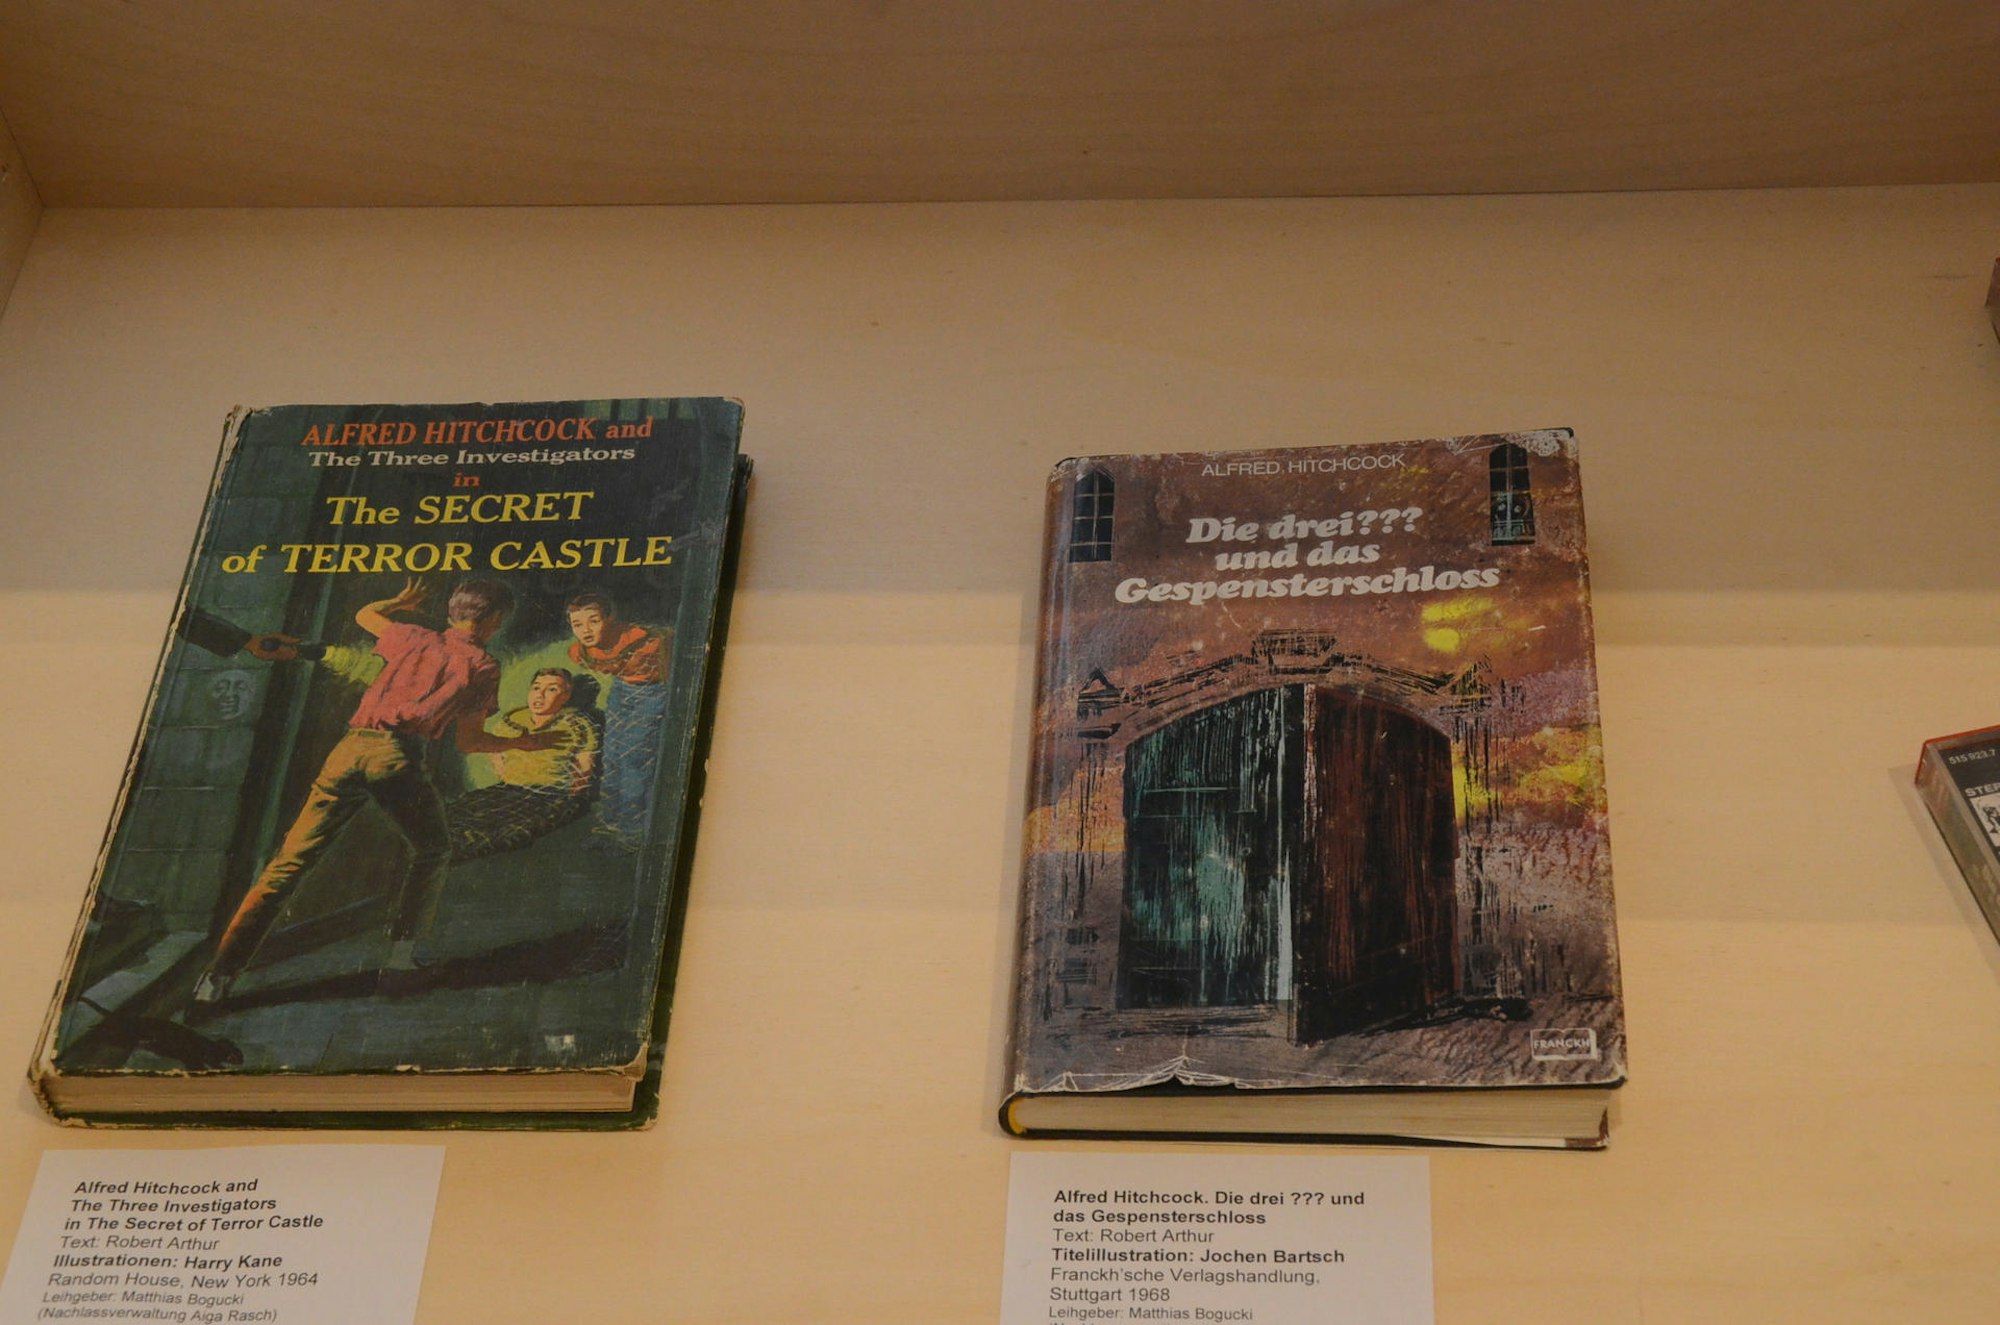 ALFRED HITCHCOCK and
The Three Investigators
in
The SECRET
of TERROR CASTLE
ALFRED HITCHCOCK
Die drei???
und das
Gespensterschloss
FRANCKH
515 923.7
Alfred Hitchcock and
The Three Investigators
in The Secret of Terror Castle
Text: Robert Arthur
Illustrationen: Harry Kane
Random House, New York 1964
Leihgeber: Matthias Bogucki
(Nachlassverwaltung Aiga Rasch)
Alfred Hitchcock. Die drei ??? und
das Gespensterschloss
Text: Robert Arthur
Titelillustration: Jochen Bartsch
Franckh'sche Verlagshandlung,
Stuttgart 1968
Leihgeber: Matthias Bogucki